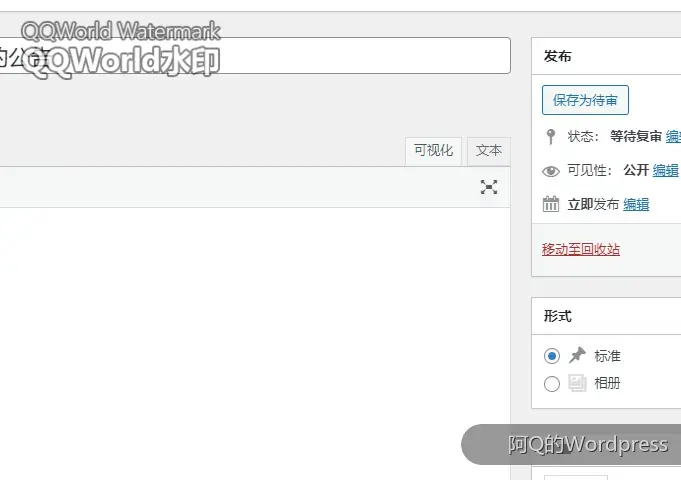 QQWorld Watermark
QQWorld水印
的公告
发布
保存为待审
可视化
文本
状态： 等待复审 编辑
可见性： 公开 编辑
立即发布 编辑
移动至回收站
形式
标准
相册
阿Q的Wordpress